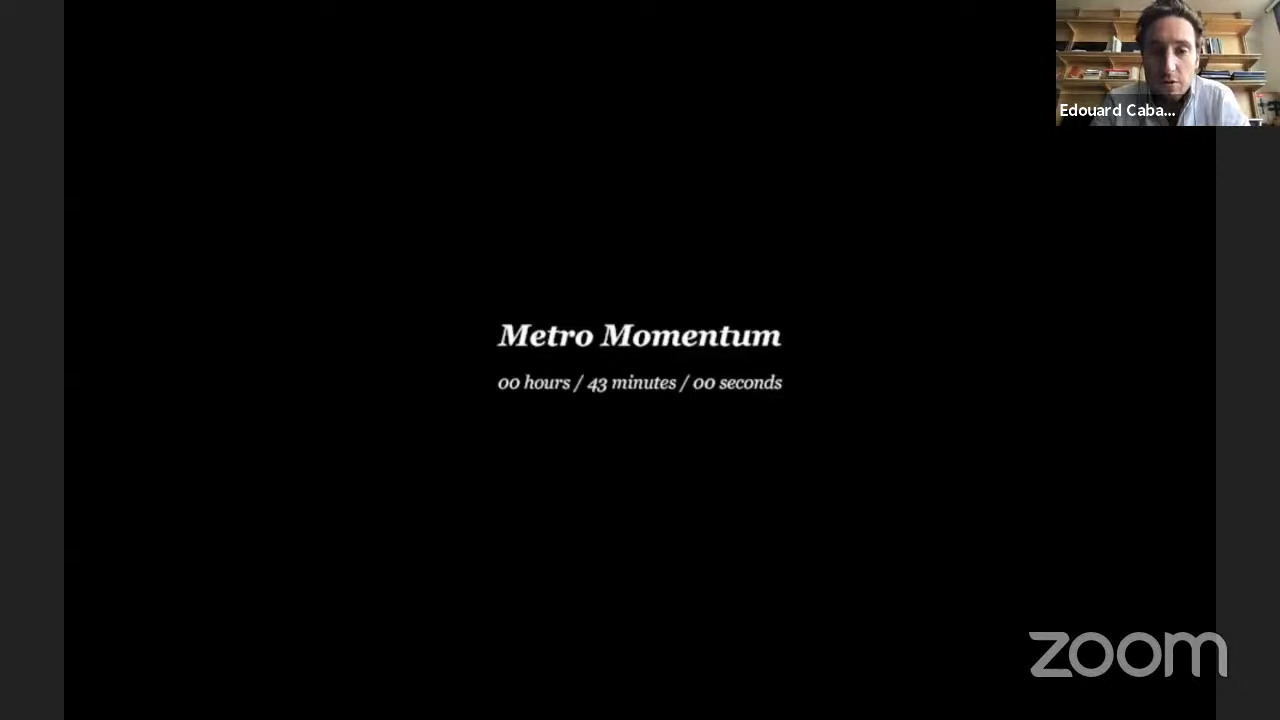 Edouard Caba...
Metro Momentum
00 hours / 43 minutes / 00 seconds
zoom